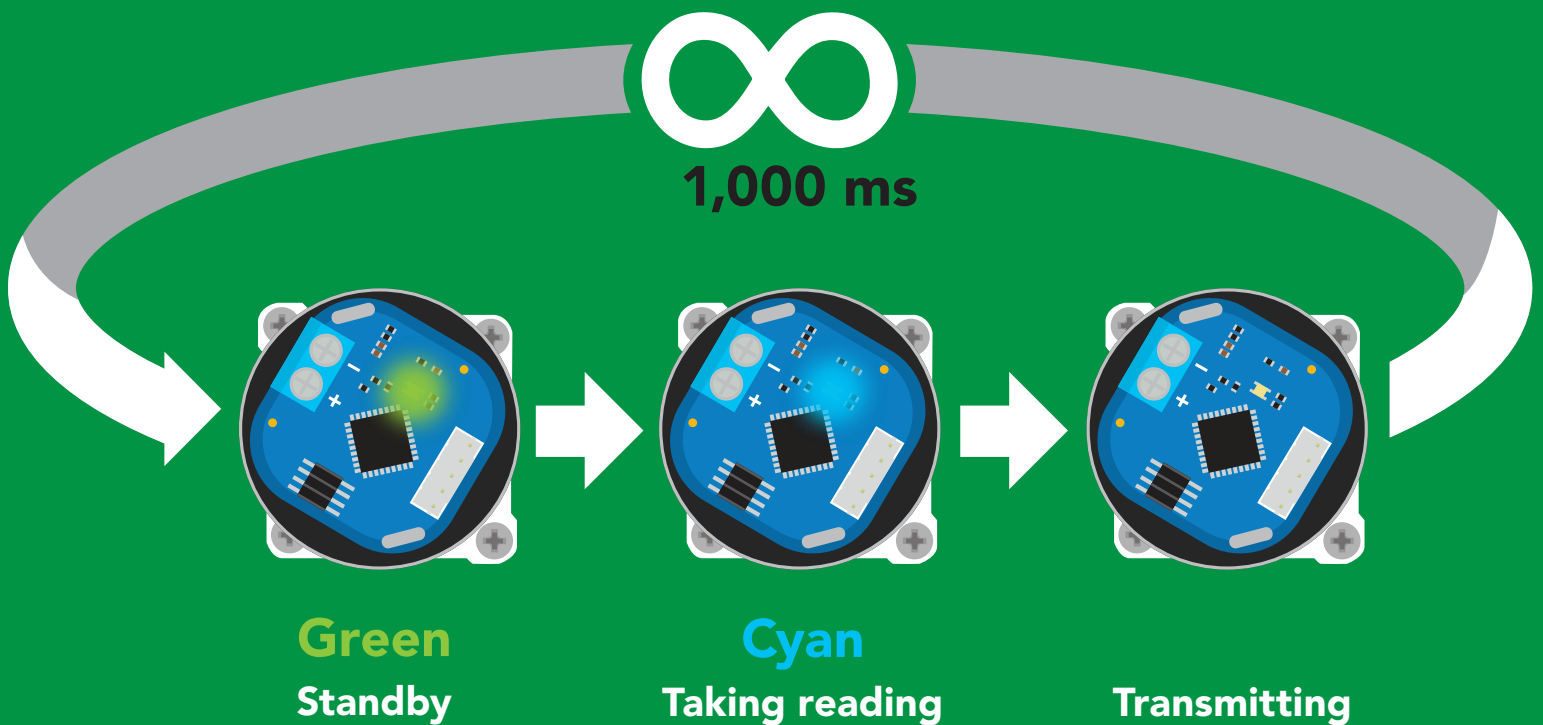 1,000 ms
Green
Cyan
Standby
Taking reading
Transmitting